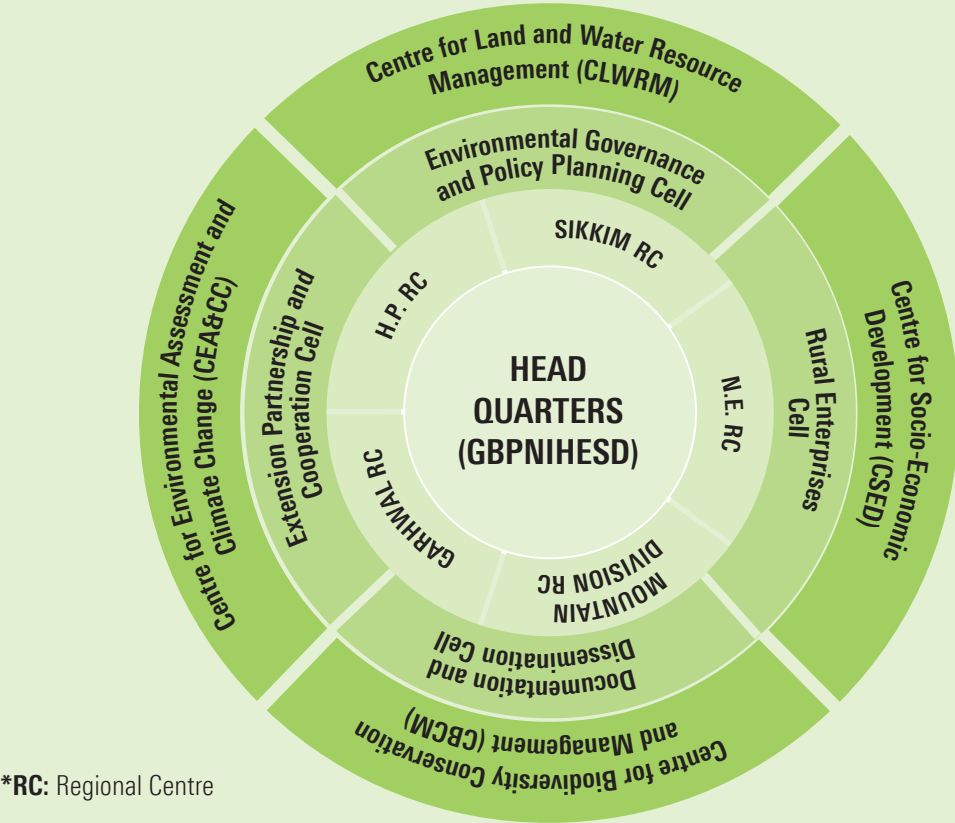 Centre for Land and Water Resource
Management (CLWRM)
Environmental Governance
and Policy Planning Cell
SIKKIM RC
H.P. RC
N.E. RC
GARHWAL RC
MOUNTAIN
DIVISION RC
HEAD
QUARTERS
(GBPNIHESD)
Centre for Environmental Assessment and
Climate Change (CEA&CC)
Extension Partnership and
Cooperation Cell
Rural Enterprises
Cell
Centre for Socio-Economic
Development (CSED)
Documentation and
Dissemination Cell
Centre for Biodiversity Conservation
and Management (CBCM)
*RC: Regional Centre